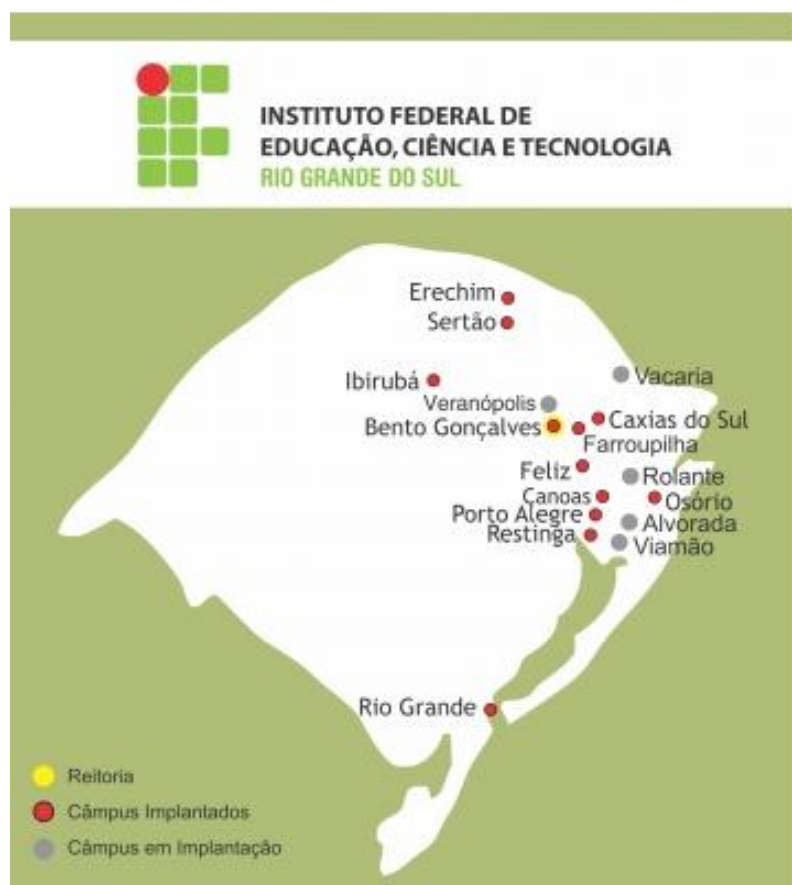 INSTITUTO FEDERAL DE
EDUCAÇÃO, CIÊNCIA E TECNOLOGIA
RIO GRANDE DO SUL
Erechim
Sertão
Ibirubá
Vacaria
Veranópolis
Bento Gonçalves
Caxias do Sul
Farroupilha
Feliz
Rolante
Canoas
Osório
Porto Alegre
Alvorada
Restinga
Viamão
Rio Grande
Reitoria
Câmpus Implantados
Câmpus em Implantação